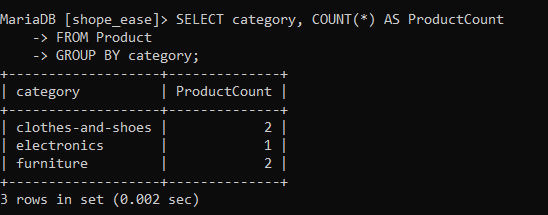 MariaDB [shope_ease]> SELECT category, COUNT(*) AS ProductCount
    -> FROM Product
    -> GROUP BY category;
+-------------------+--------------+
| category          | ProductCount |
+-------------------+--------------+
| clothes-and-shoes |            2 |
| electronics       |            1 |
| furniture         |            2 |
+-------------------+--------------+
3 rows in set (0.002 sec)